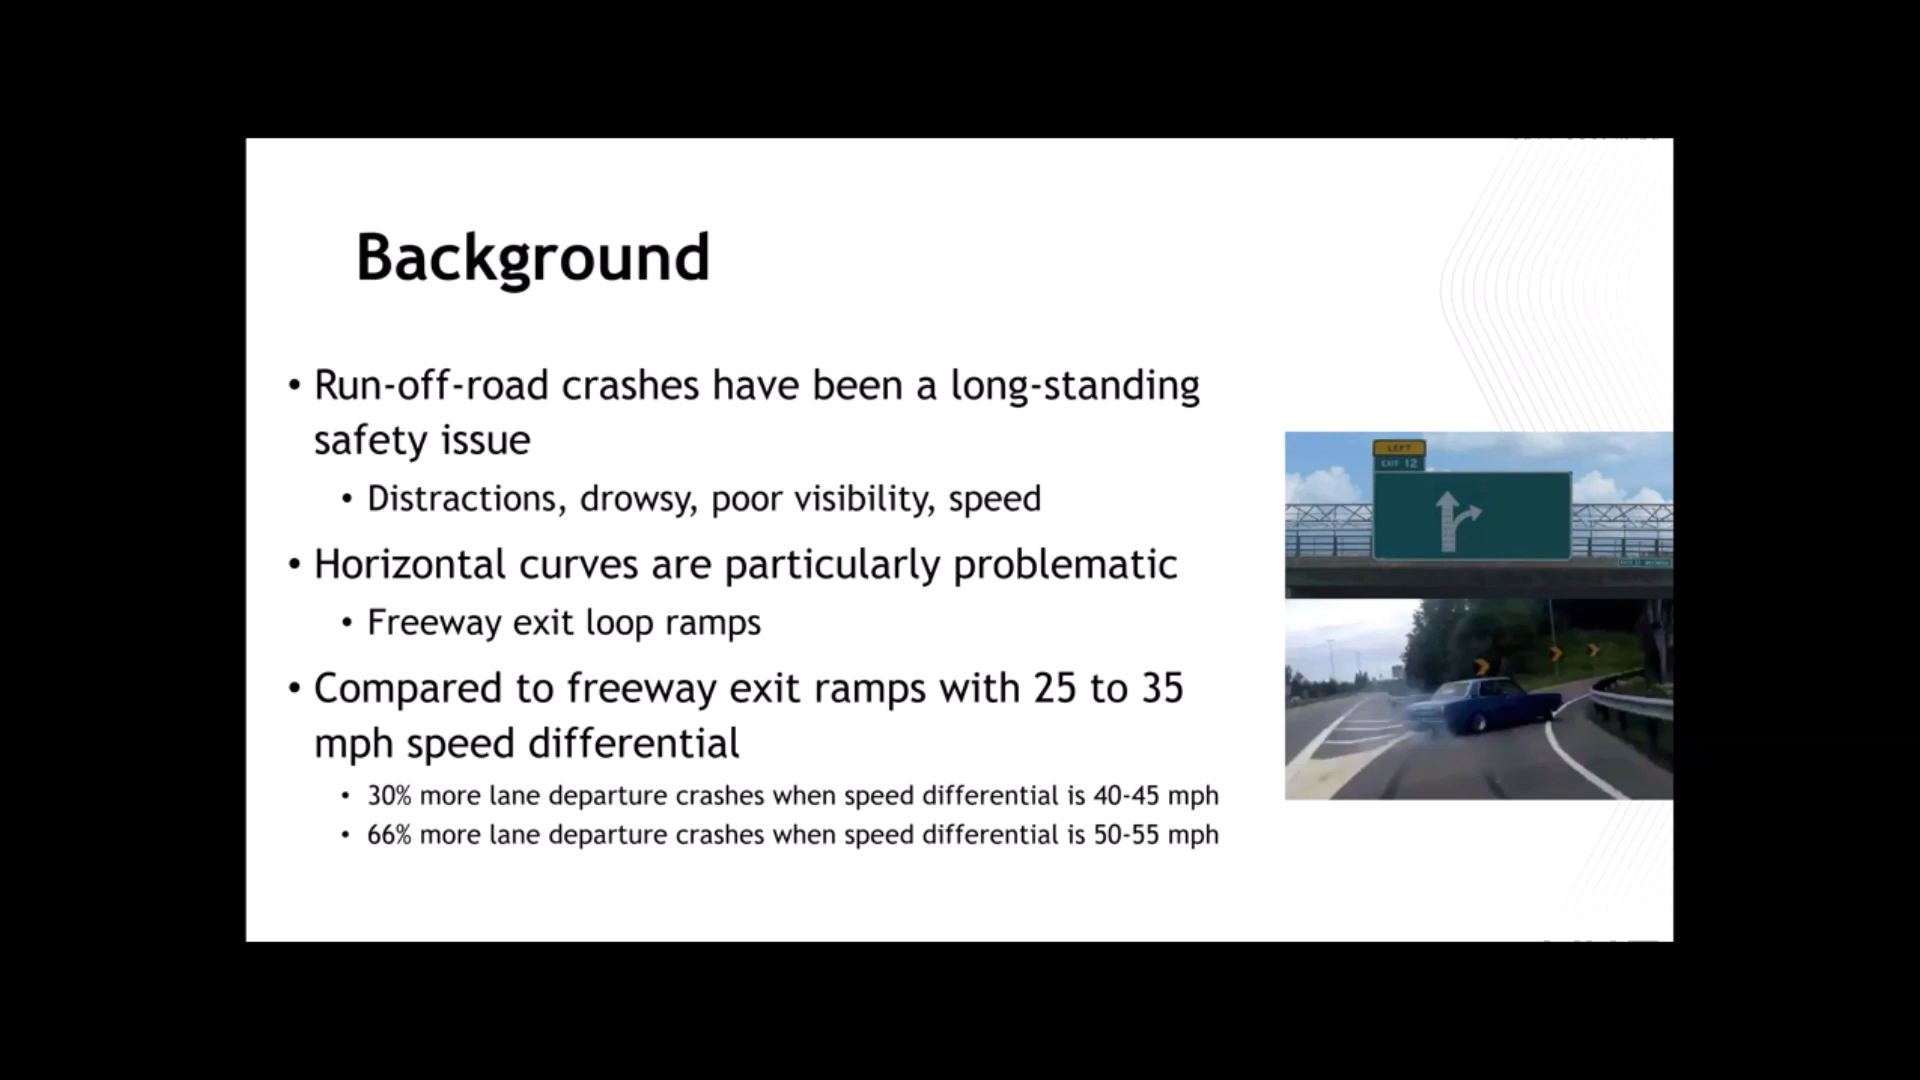 Background
• Run-off-road crashes have been a long-standing
safety issue
• Distractions, drowsy, poor visibility, speed
• Horizontal curves are particularly problematic
• Freeway exit loop ramps
• Compared to freeway exit ramps with 25 to 35
mph speed differential
• 30% more lane departure crashes when speed differential is 40-45 mph
• 66% more lane departure crashes when speed differential is 50-55 mph
LEFT
EXIT 12